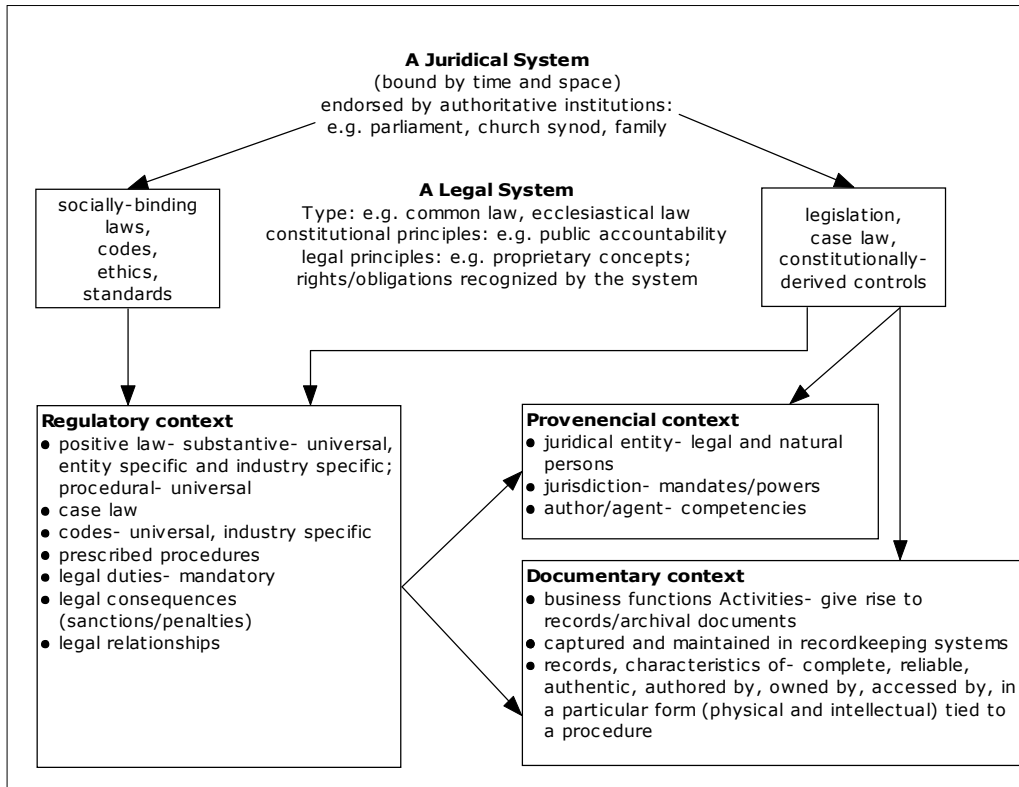 A Juridical System
(bound by time and space)
endorsed by authoritative institutions:
e.g. parliament, church synod, family
socially-binding
laws,
codes,
ethics,
standards
A Legal System
Type: e.g. common law, ecclesiastical law
constitutional principles: e.g. public accountability
legal principles: e.g. proprietary concepts;
rights/obligations recognized by the system
legislation,
case law,
constitutionally-
derived controls
Regulatory context
● positive law- substantive- universal,
entity specific and industry specific;
procedural- universal
● case law
● codes- universal, industry specific
● prescribed procedures
● legal duties- mandatory
● legal consequences
(sanctions/penalties)
● legal relationships
Provenencial context
● juridical entity- legal and natural
persons
● jurisdiction- mandates/powers
● author/agent- competencies
Documentary context
● business functions Activities- give rise to
records/archival documents
● captured and maintained in recordkeeping systems
● records, characteristics of- complete, reliable,
authentic, authored by, owned by, accessed by, in
a particular form (physical and intellectual) tied to
a procedure